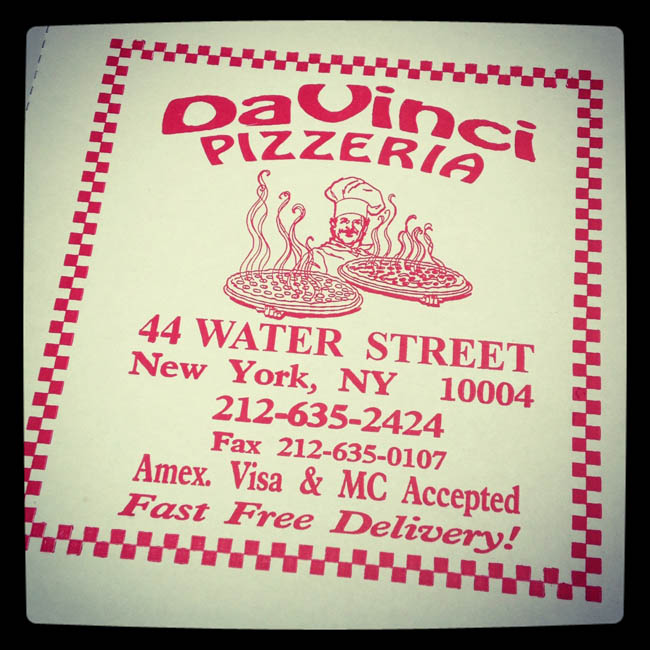 DaVinci
PIZZERIA
44 WATER STREET
New York, NY 10004
212-635-2424
Fax 212-635-0107
Amex. Visa & MC Accepted
Fast Free Delivery!